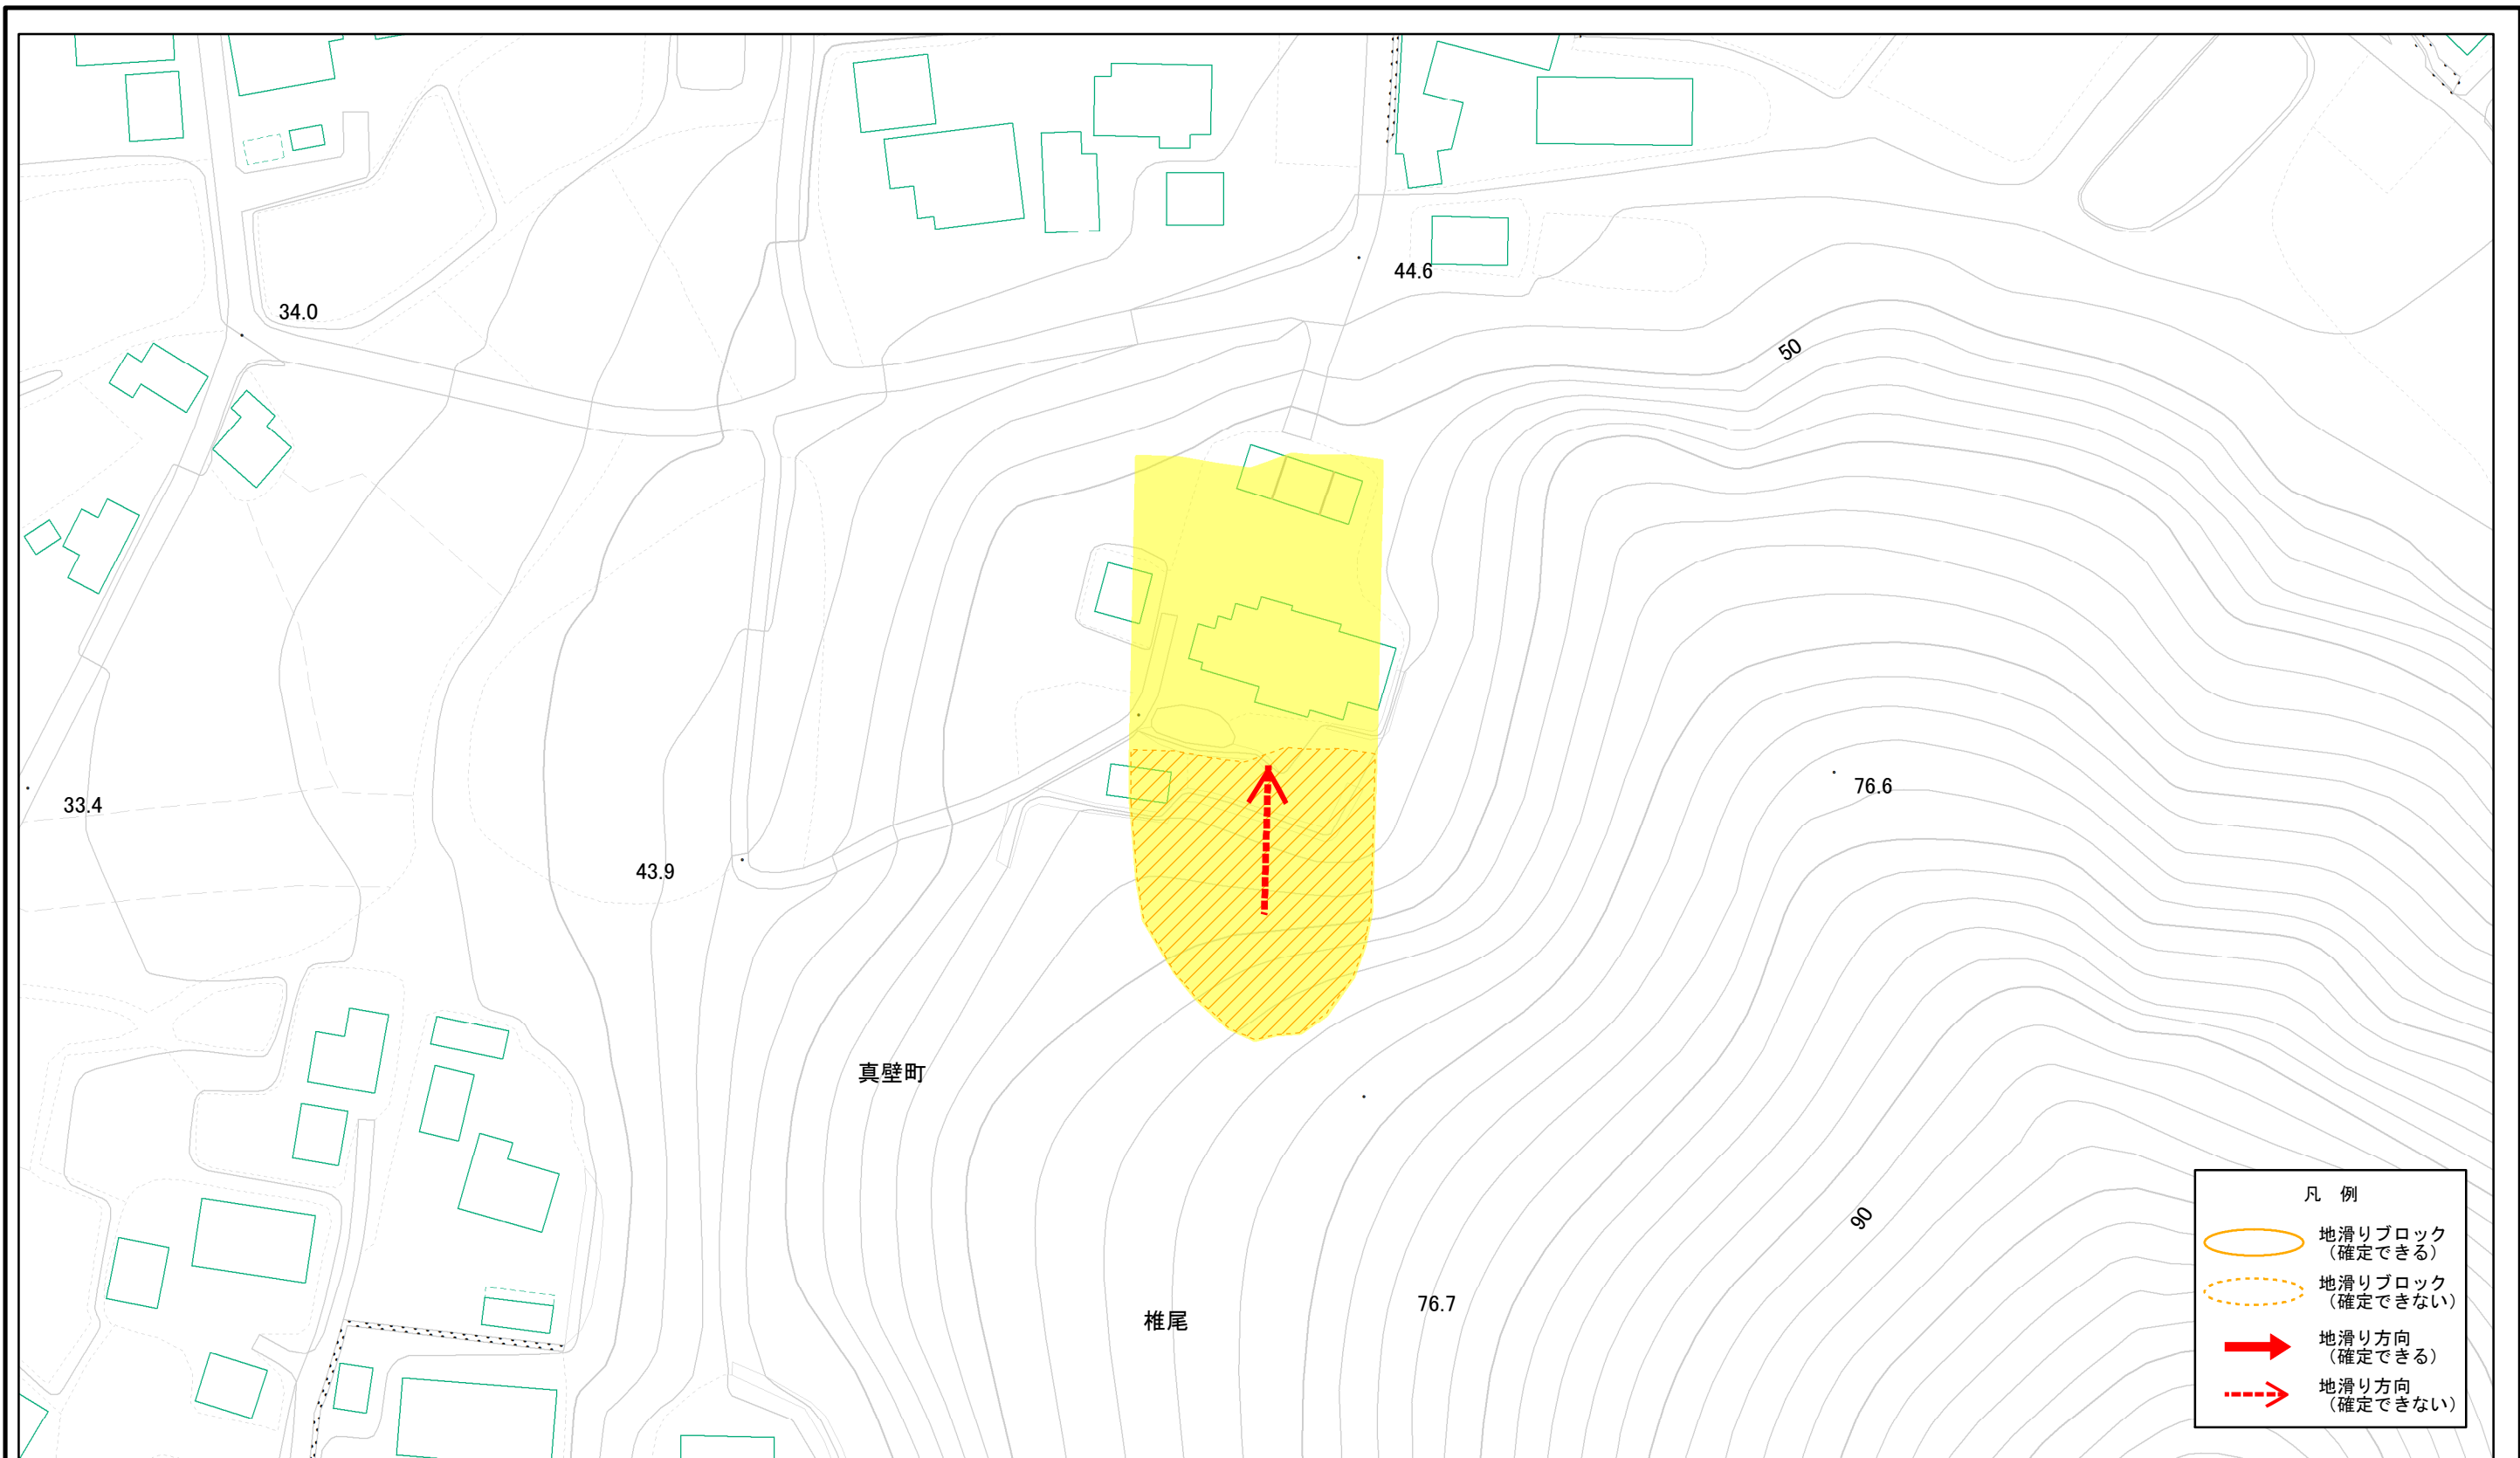 44.6
34.0
50
76.6
33.4
43.9
真壁町
90
76.7
椎尾
凡 例
地滑りブロック
（確定できる）
地滑りブロック
（確定できない）
地滑り方向
（確定できる）
地滑り方向
（確定できない）